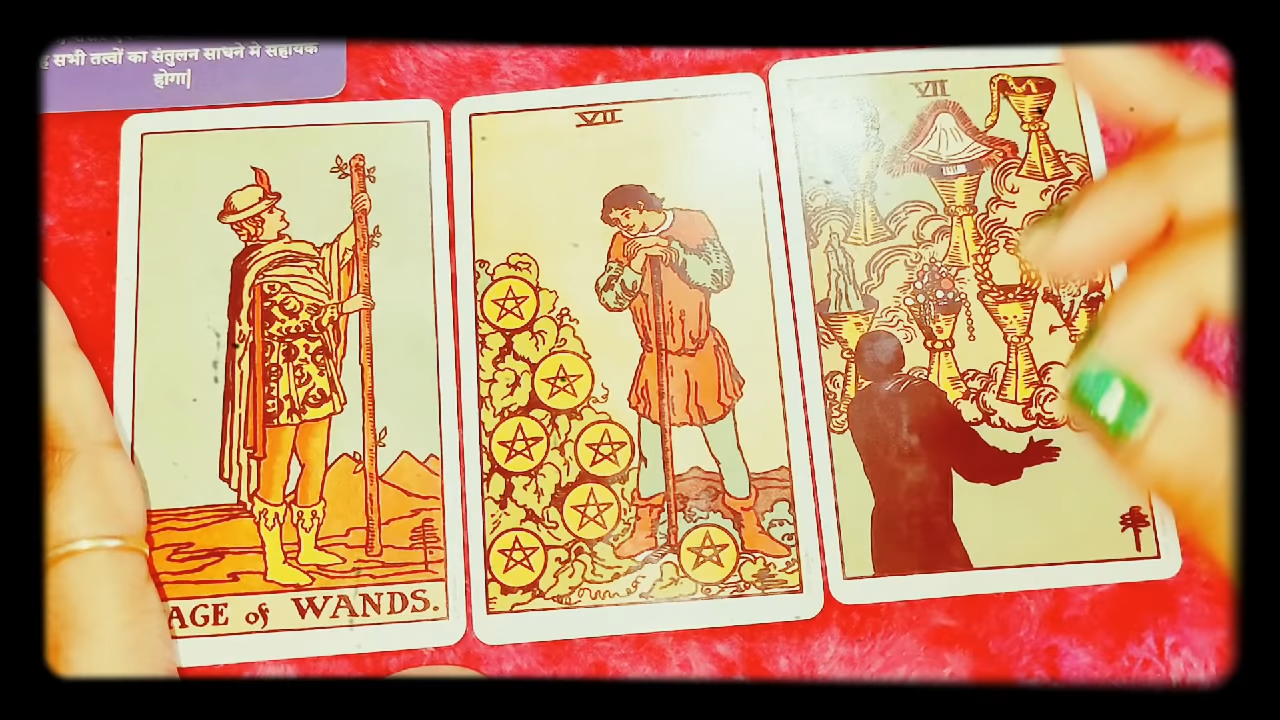 सभी तत्वों का संतुलन साधने मे सहायक
होगा|
VII
VII
AGE of WANDS.